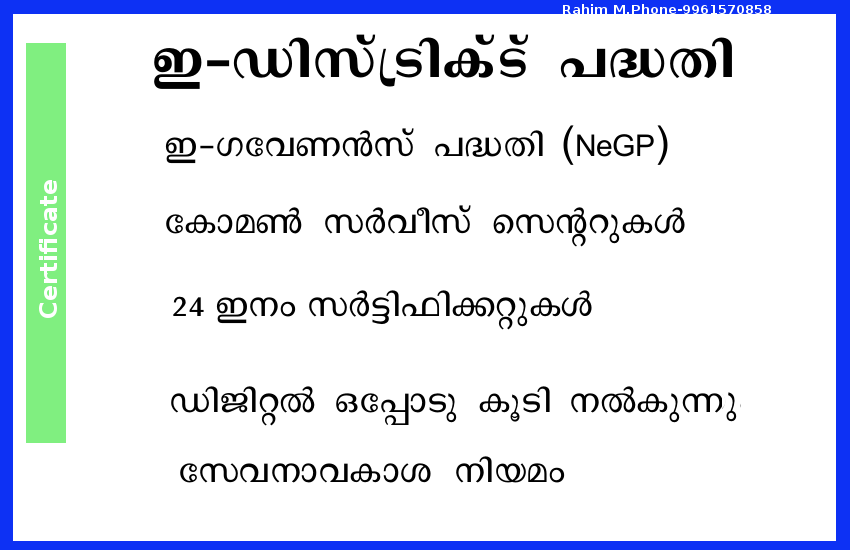 Rahim M.Phone-9961570858
ഇ-ഡിസ്ട്രിക്ട് പദ്ധതി
ഇ-ഗവേണൻസ് പദ്ധതി (NeGP)
കോമൺ സർവീസ് സെന്ററുകൾ
24 ഇനം സർട്ടിഫിക്കറ്റുകൾ
Certificate
ഡിജിറ്റൽ ഒപ്പോടു കൂടി നൽകുന്നു
സേവനാവകാശ നിയമം